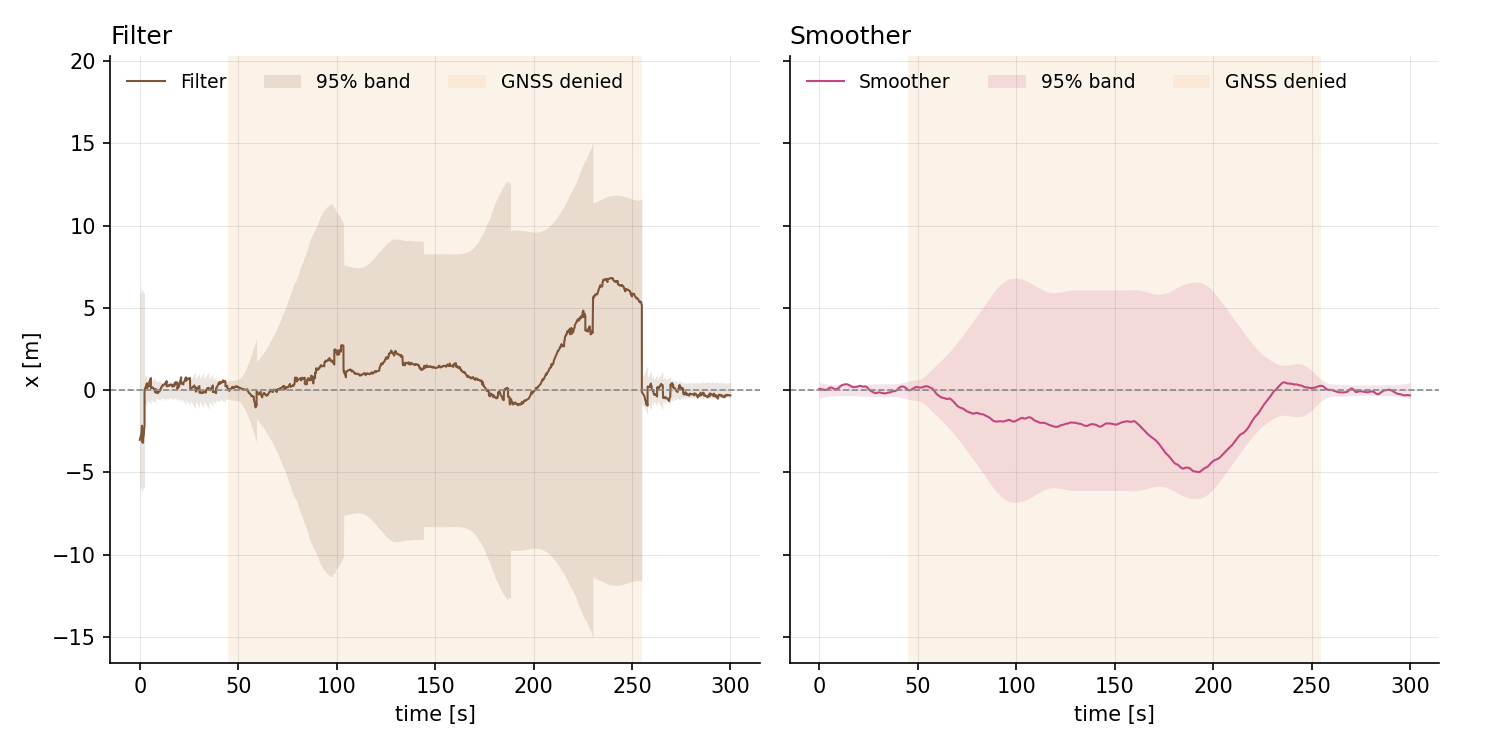 Filter
Smoother
Filter 95% band GNSS denied
Smoother 95% band GNSS denied
x [m]
20
15
10
5
0
−5
−10
−15
0 50 100 150 200 250 300
0 50 100 150 200 250 300
time [s]
time [s]